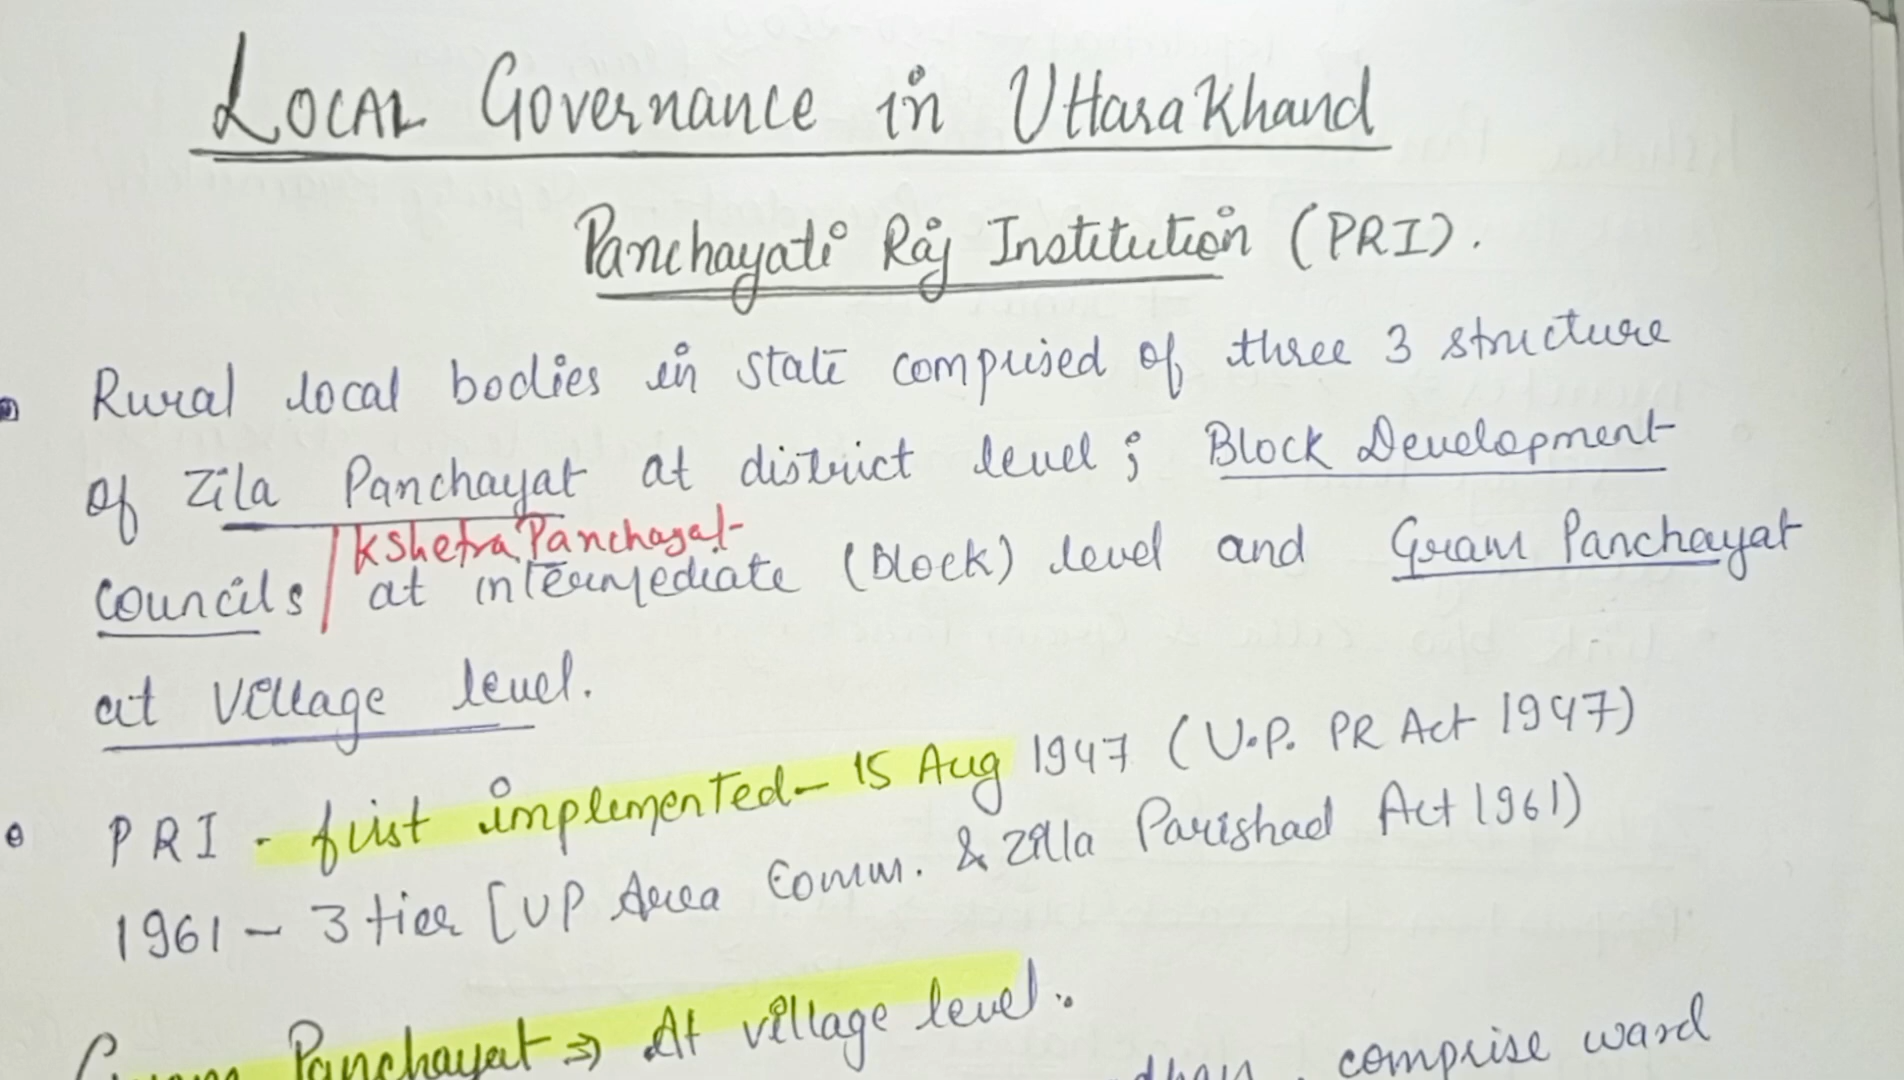 LOCAL Governance in Uttarakhand
Panchayati Raj Institution (PRI).
Rural local bodies in state comprised of three 3 structure
of Zila Panchayat at district level; Block Development
Kshetra Panchayat
councils / at intermediate (Block) level and Gram Panchayat
at village level.
PRI - first implemented - 15 Aug 1947 (U.P. PR Act 1947)
1961 - 3 tier [UP Area Comm. & Zilla Parishad Act 1961)
Gram Panchayat ⇒ At village level.
comprise ward